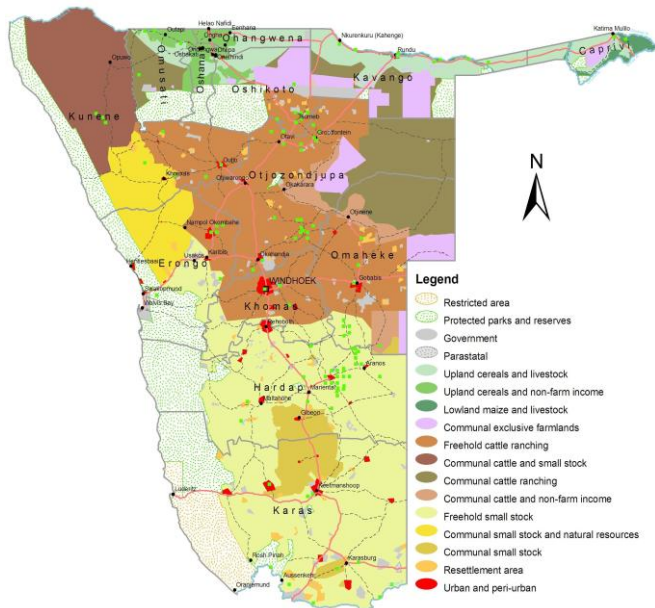 Helao Nafidi
Eenhana
Outapi
Ohangwena
Nkurenkuru (Kahenge)
Katima Mulilo
Caprivi
Rundu
Opuwo
Omusati
Oshana
Kavango
Oshikoto
Kunene
Tsumeb
Grootfontein
Otavi
Khorixas
Outjo
Otjiwarongo
Otjozondjupa
Okakarara
Otjinene
Omaruru
Okombahe
Omaheke
Usakos
Karibib
Okahandja
Erongo
Henties Bay
WINDHOEK
Gobabis
Swakopmund
Walvis Bay
Khomas
Rehoboth
Aranos
Hardap
Mariental
Maltahöhe
Gibeon
Luderitz
Keetmanshoop
Karas
Rosh Pinah
Karasburg
Aussenkehr
Oranjemund
N
Legend
Restricted area
Protected parks and reserves
Government
Parastatal
Upland cereals and livestock
Upland cereals and non-farm income
Lowland maize and livestock
Communal exclusive farmlands
Freehold cattle ranching
Communal cattle and small stock
Communal cattle ranching
Communal cattle and non-farm income
Freehold small stock
Communal small stock and natural resources
Communal small stock
Resettlement area
Urban and peri-urban